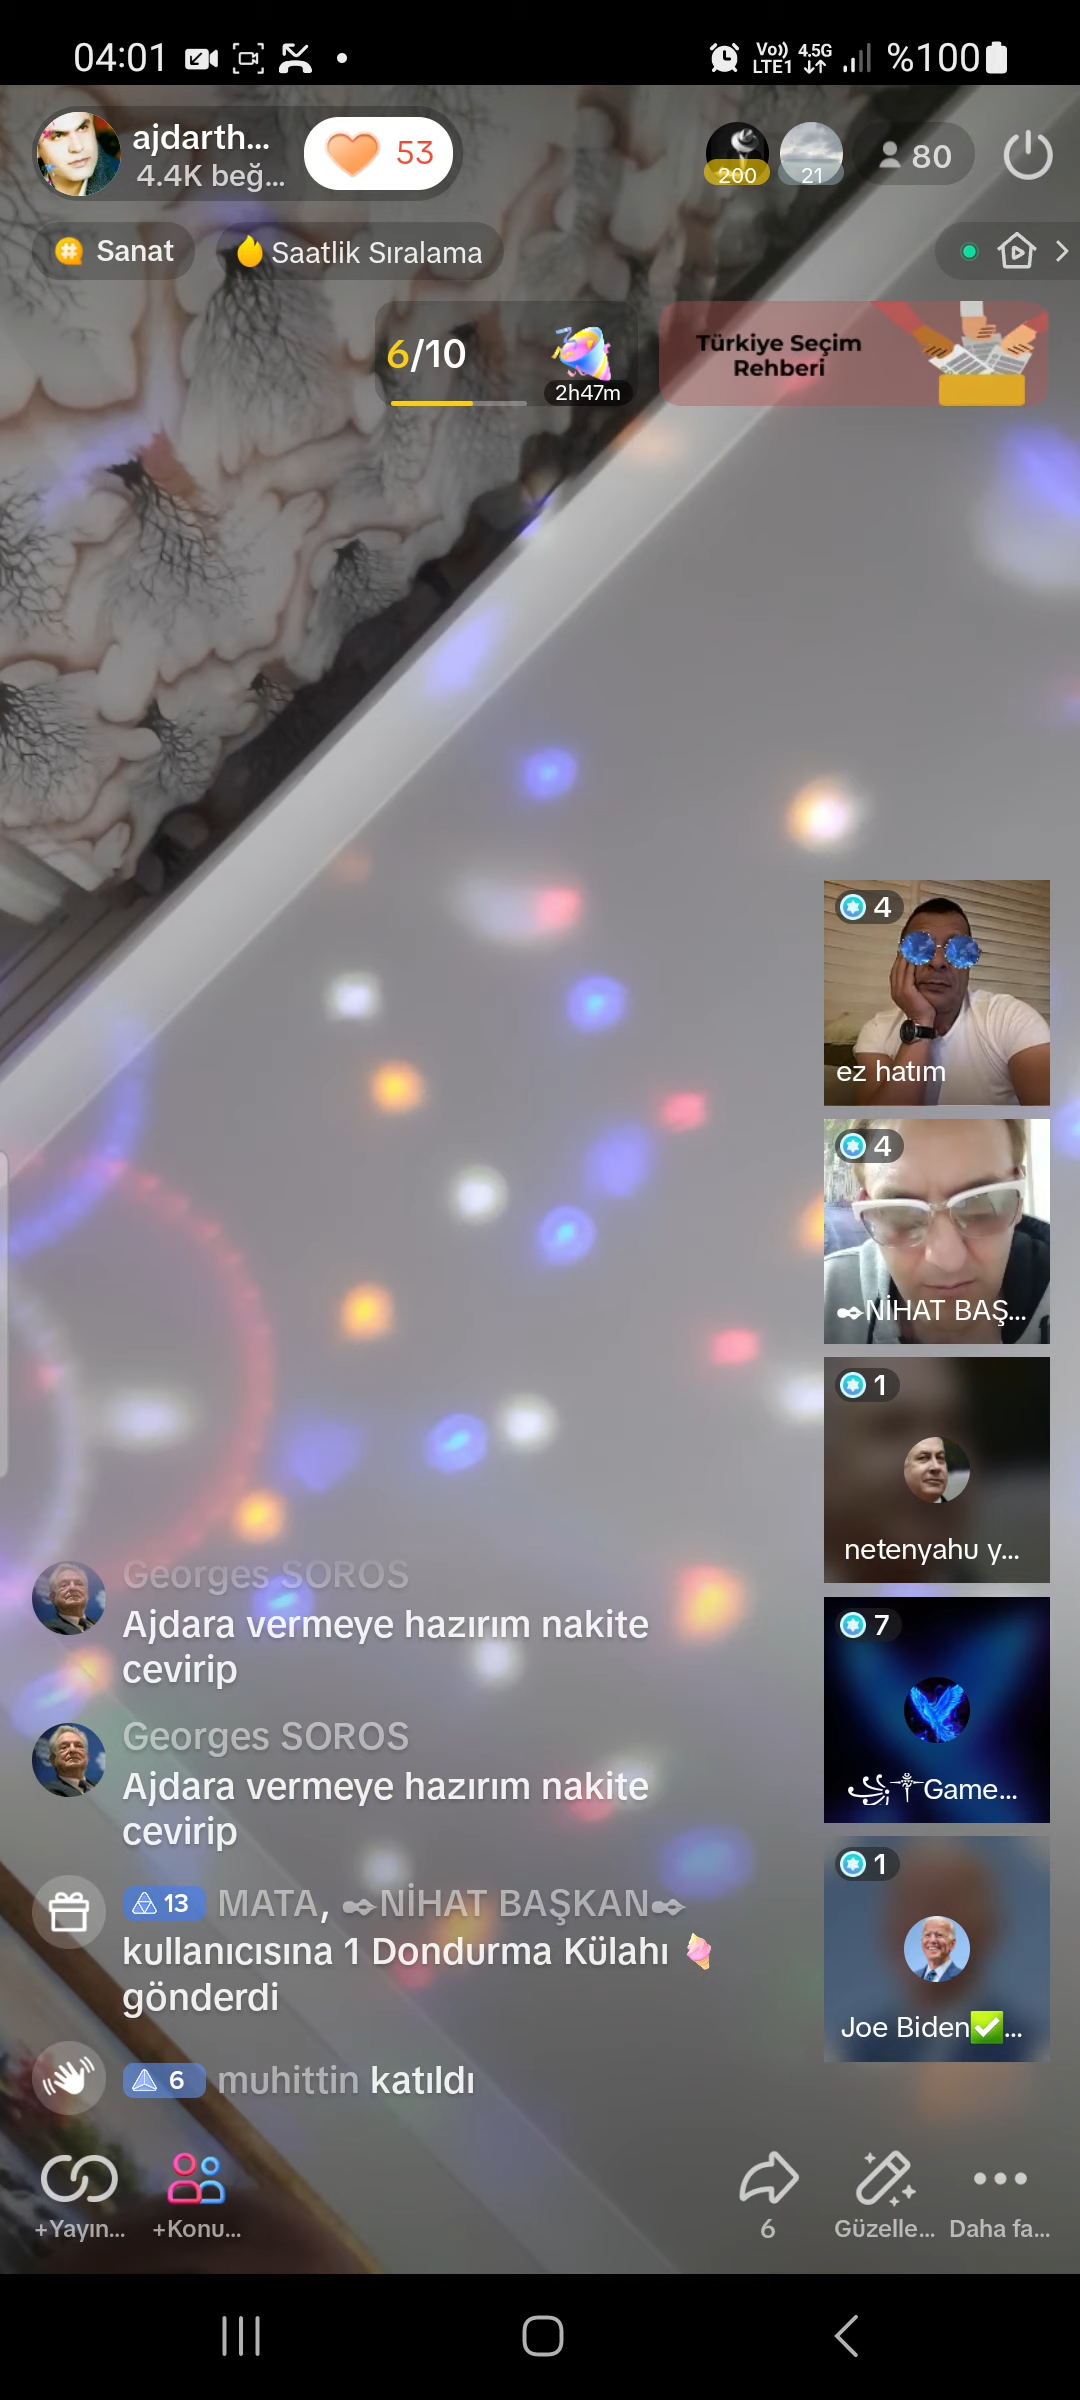 04:01
Vo)) LTE1 4.5G %100
ajdarth...
4.4K beğ...
53
200
21
80
Sanat
Saatlik Sıralama
6/10
2h47m
Türkiye Seçim
Rehberi
4
ez hatım
4
✒NİHAT BAŞ...
1
netenyahu y...
7
Game...
1
Joe Biden✅...
Georges SOROS
Ajdara vermeye hazırım nakite
cevirip
Georges SOROS
Ajdara vermeye hazırım nakite
cevirip
13 MATA, ✒NİHAT BAŞKAN✒
kullanıcısına 1 Dondurma Külahı 🍦
gönderdi
6 muhittin katıldı
+Yayın...
+Konu...
6
Güzelle...
Daha fa...